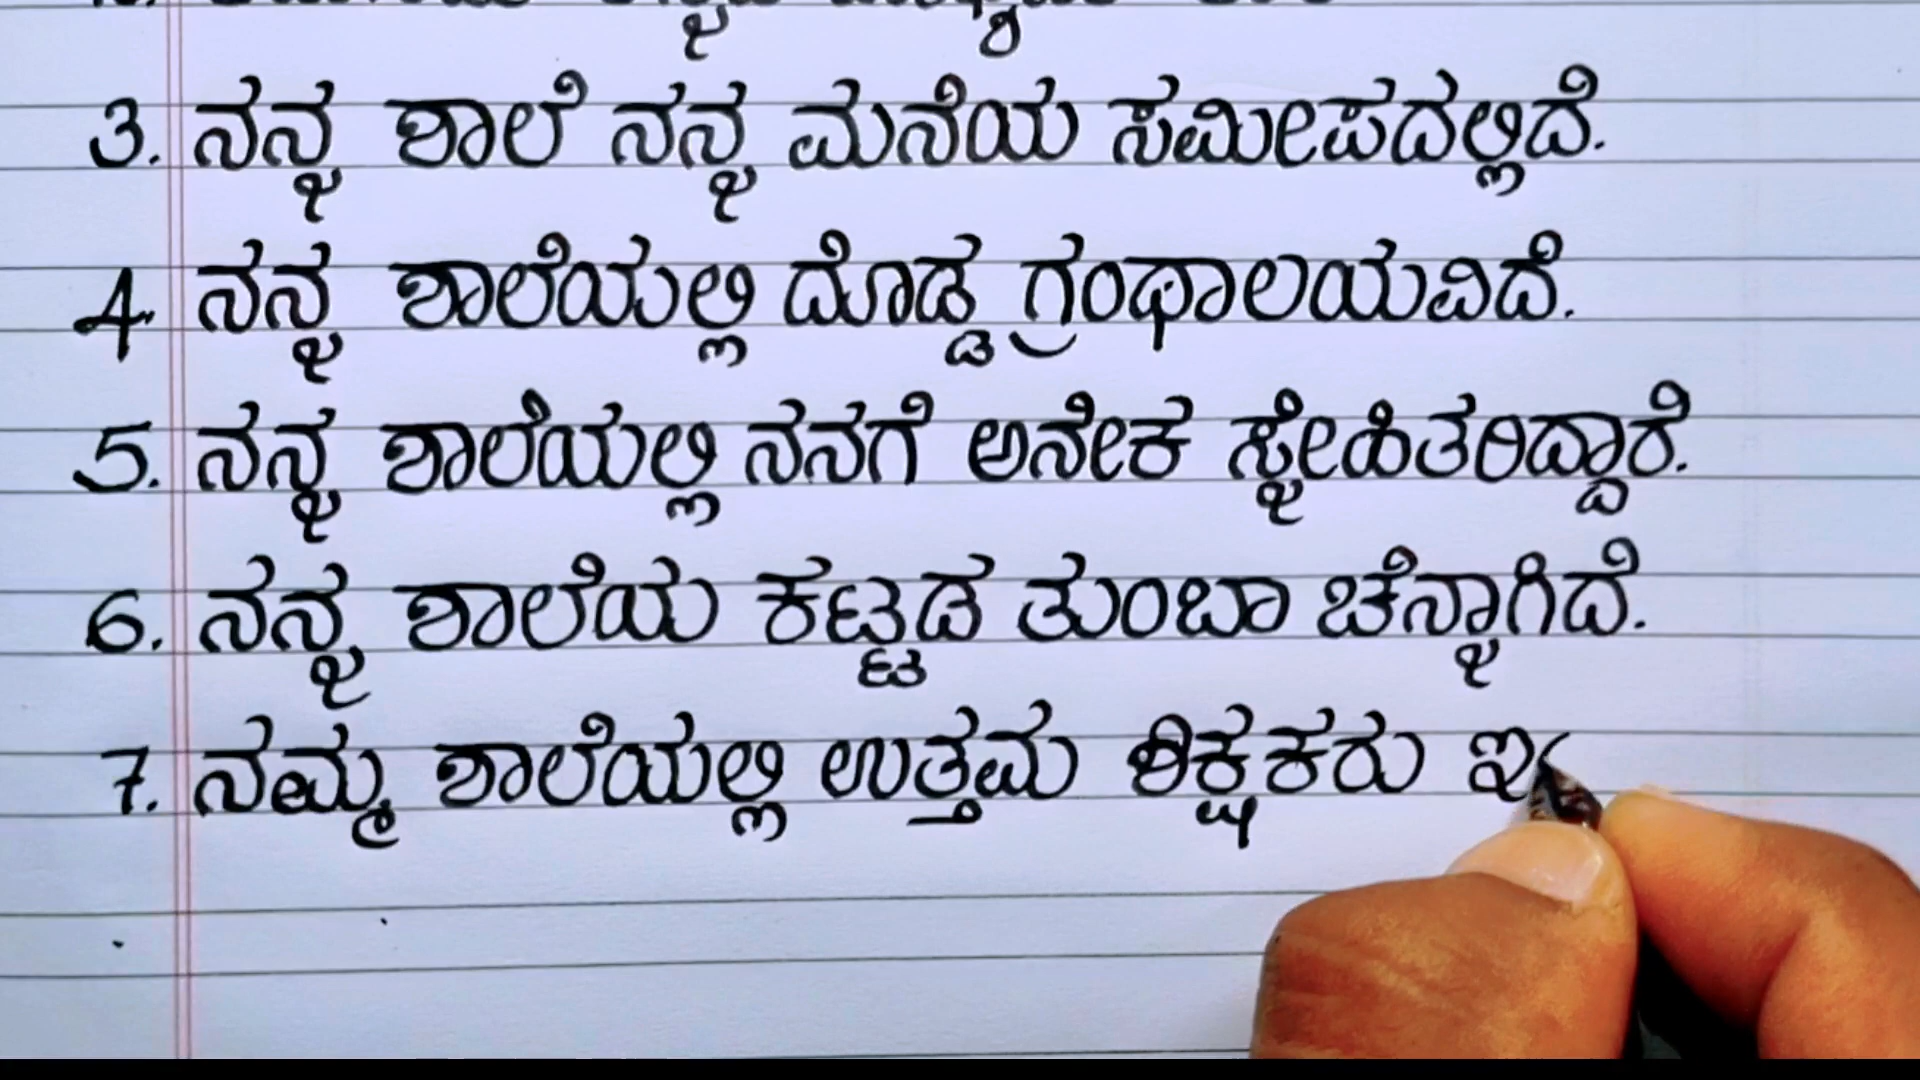 3. ನನ್ನ ಶಾಲೆ ನನ್ನ ಮನೆಯ ಸಮೀಪದಲ್ಲಿದೆ.
4. ನನ್ನ ಶಾಲೆಯಲ್ಲಿ ದೊಡ್ಡ ಗ್ರಂಥಾಲಯವಿದೆ.
5. ನನ್ನ ಶಾಲೆಯಲ್ಲಿ ನನಗೆ ಅನೇಕ ಸ್ನೇಹಿತರಿದ್ದಾರೆ.
6. ನನ್ನ ಶಾಲೆಯ ಕಟ್ಟಡ ತುಂಬಾ ಚೆನ್ನಾಗಿದೆ.
7. ನಮ್ಮ ಶಾಲೆಯಲ್ಲಿ ಉತ್ತಮ ಶಿಕ್ಷಕರು